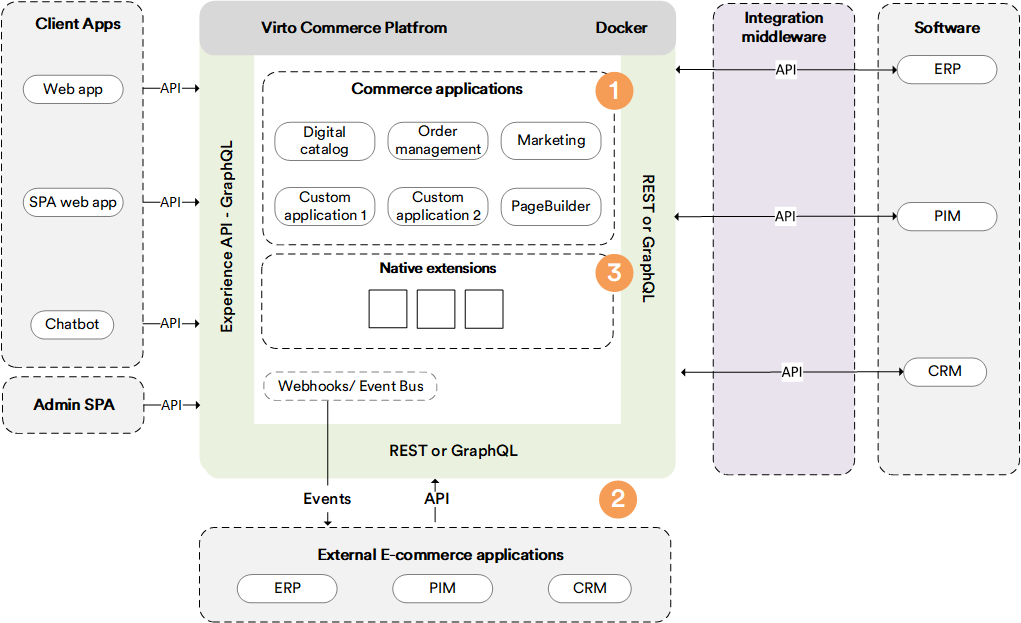 Client Apps
Web app
SPA web app
Chatbot
Admin SPA
API
API
API
API
Virto Commerce Platfrom
Docker
Experience API - GraphQL
Commerce applications
1
Digital
catalog
Order
management
Marketing
Custom
application 1
Custom
application 2
PageBuilder
Native extensions
3
Webhooks/ Event Bus
REST or GraphQL
REST or GraphQL
Events
API
2
External E-commerce applications
ERP
PIM
CRM
Integration
middleware
API
API
API
Software
ERP
PIM
CRM